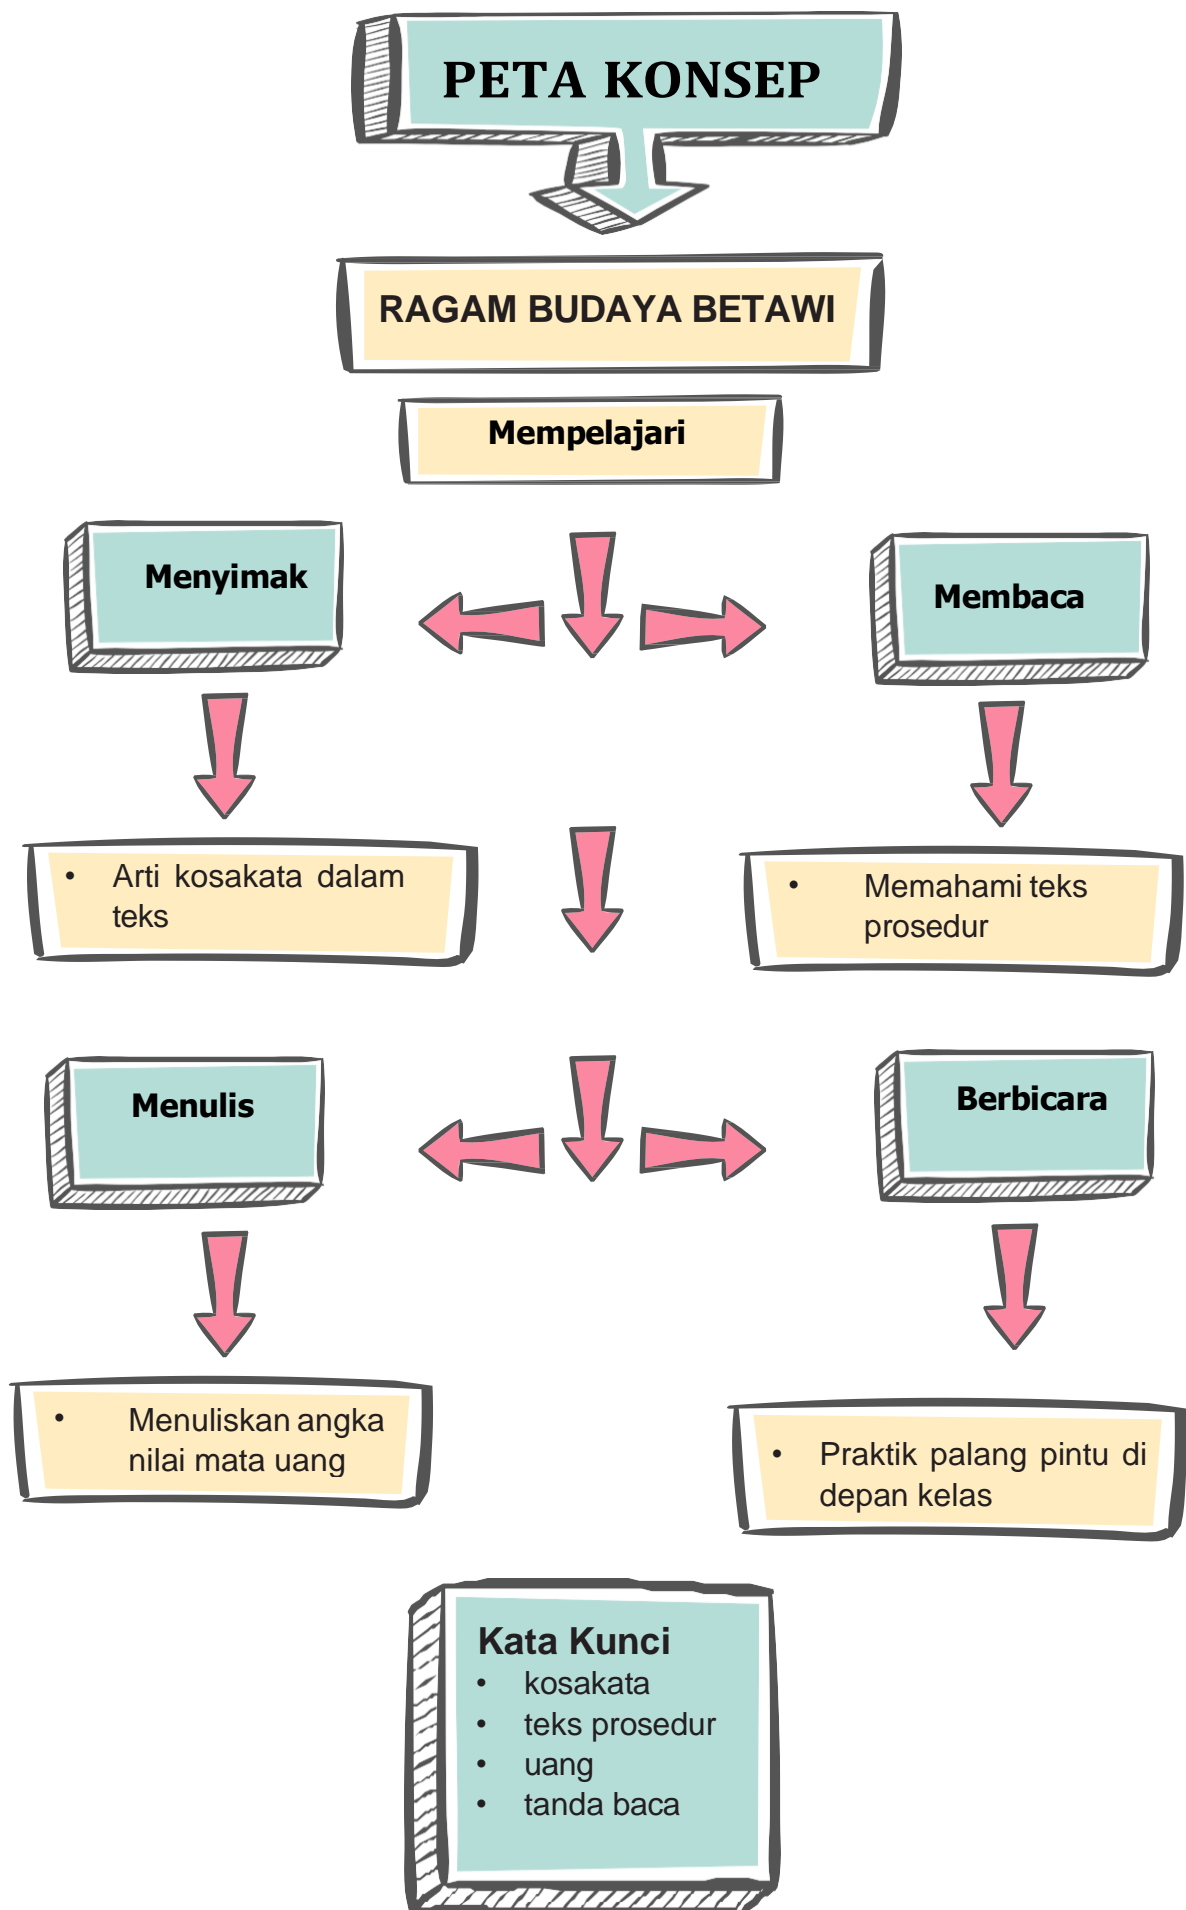 PETA KONSEP
RAGAM BUDAYA BETAWI
Mempelajari
Menyimak
Membaca
• Arti kosakata dalam
teks
• Memahami teks
prosedur
Menulis
Berbicara
• Menuliskan angka
nilai mata uang
• Praktik palang pintu di
depan kelas
Kata Kunci
• kosakata
• teks prosedur
• uang
• tanda baca